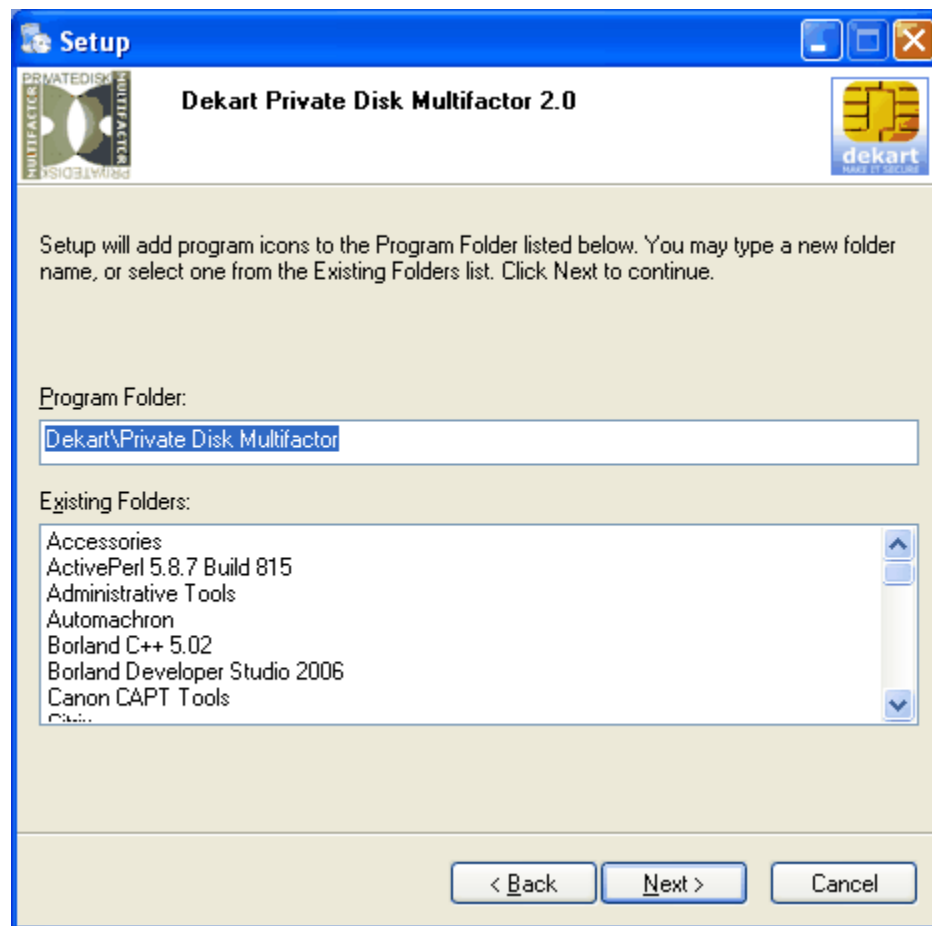 Setup
PRIVATEDISK
MULTIFACTOR
MULTIFACTOR
PRIVATEDISK
Dekart Private Disk Multifactor 2.0
dekart
MAKE IT SECURE
Setup will add program icons to the Program Folder listed below. You may type a new folder
name, or select one from the Existing Folders list. Click Next to continue.
Program Folder:
Dekart\Private Disk Multifactor
Existing Folders:
Accessories
ActivePerl 5.8.7 Build 815
Administrative Tools
Automachron
Borland C++ 5.02
Borland Developer Studio 2006
Canon CAPT Tools
< Back
Next >
Cancel